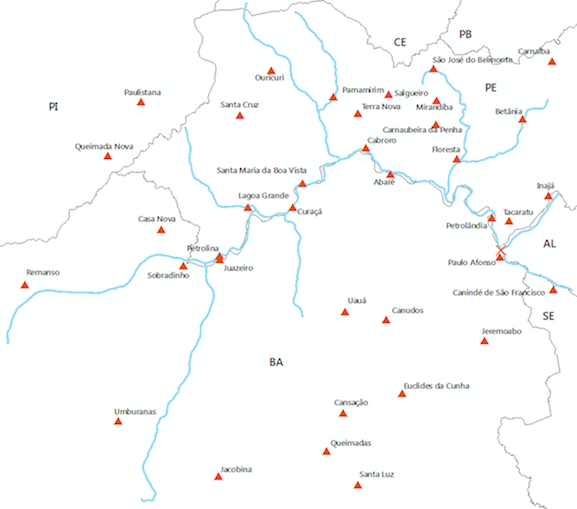 PB
CE
Carnaíba
São José do Belmonte
Ouricuri
PE
Parnamirim
Salgueiro
Paulistana
Santa Cruz
Terra Nova
Mirandiba
PI
Betânia
Carnaubeira da Penha
Cabroro
Queimada Nova
Floresta
Santa Maria da Boa Vista
Abaré
Inajá
Lagoa Grande
Curaçá
Tacaratu
Casa Nova
Petrolândia
AL
Petrolina
Paulo Afonso
Juazeiro
Remanso
Sobradinho
Canindé de São Francisco
Uauá
Canudos
SE
Jeremoabo
BA
Euclides da Cunha
Cansação
Umburanas
Queimadas
Jacobina
Santa Luz